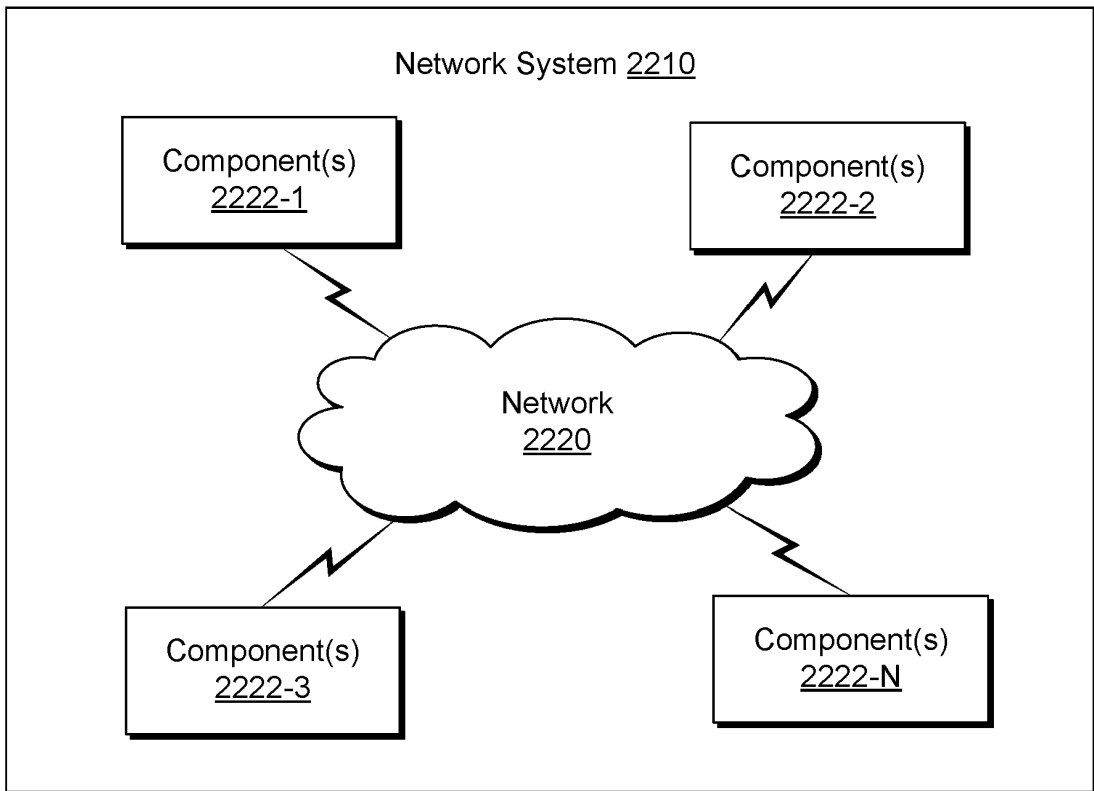 Network System 2210
Component(s)
2222-1
Component(s)
2222-2
Network
2220
Component(s)
2222-3
Component(s)
2222-N